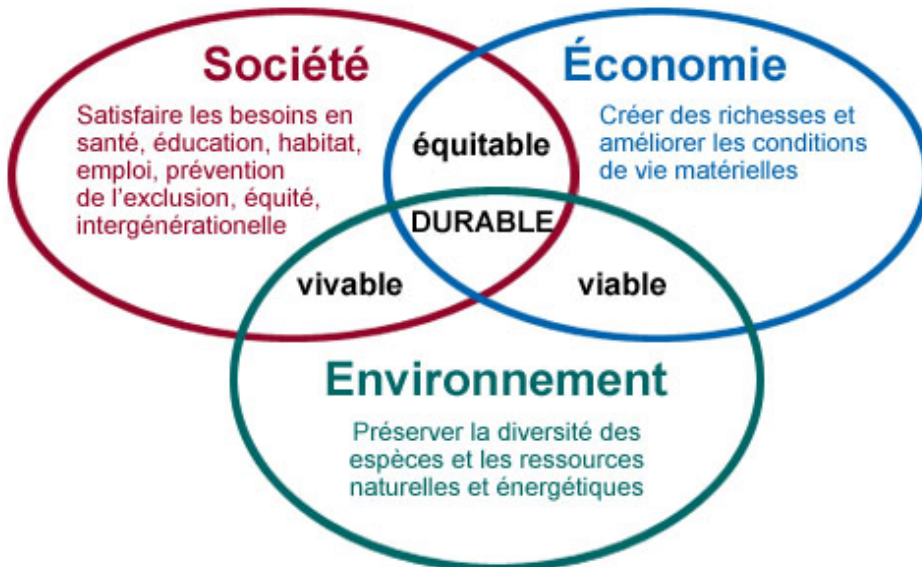 Société
Satisfaire les besoins en
santé, éducation, habitat,
emploi, prévention
de l'exclusion, équité,
intergénérationelle
Économie
Créer des richesses et
améliorer les conditions
de vie matérielles
équitable
DURABLE
vivable
viable
Environnement
Préserver la diversité des
espèces et les ressources
naturelles et énergétiques